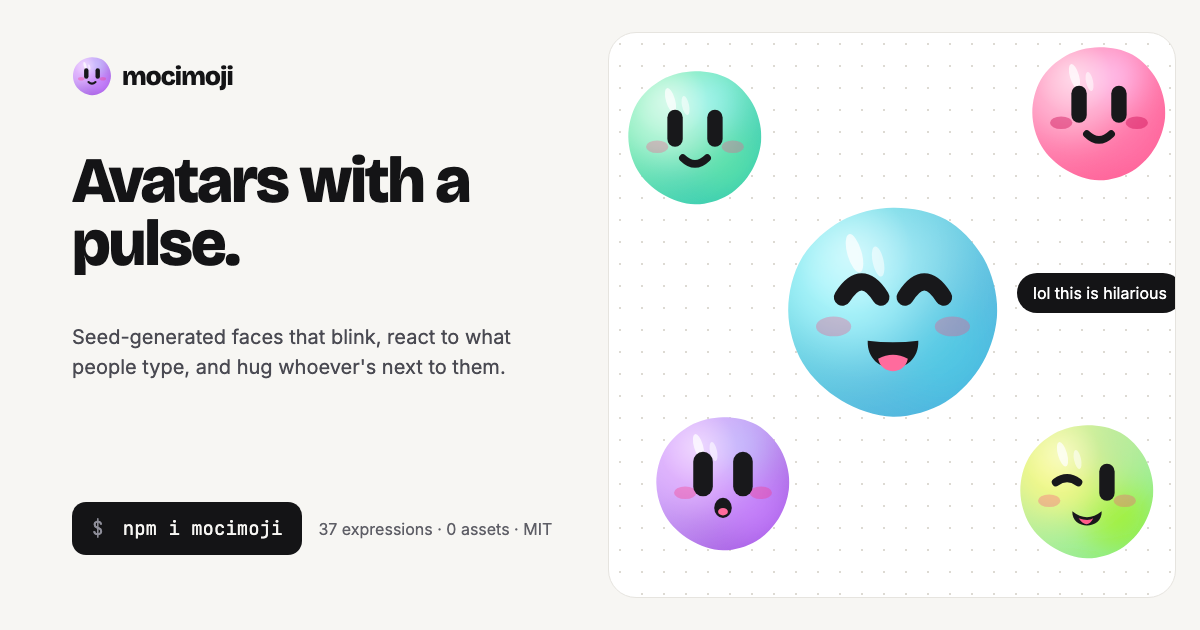 mocimoji
Avatars with a
pulse.
Seed-generated faces that blink, react to what
people type, and hug whoever's next to them.
$ npm i mocimoji
37 expressions · 0 assets · MIT
lol this is hilarious